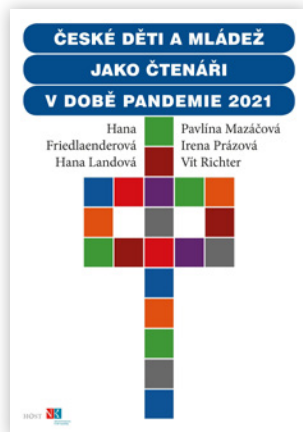 ČESKÉ DĚTI A MLÁDEŽ
JAKO ČTENÁŘI
V DOBĚ PANDEMIE 2021
Hana
Friedlaenderová
Hana Landová
Pavlína Mazáčová
Irena Prázová
Vít Richter
HOST